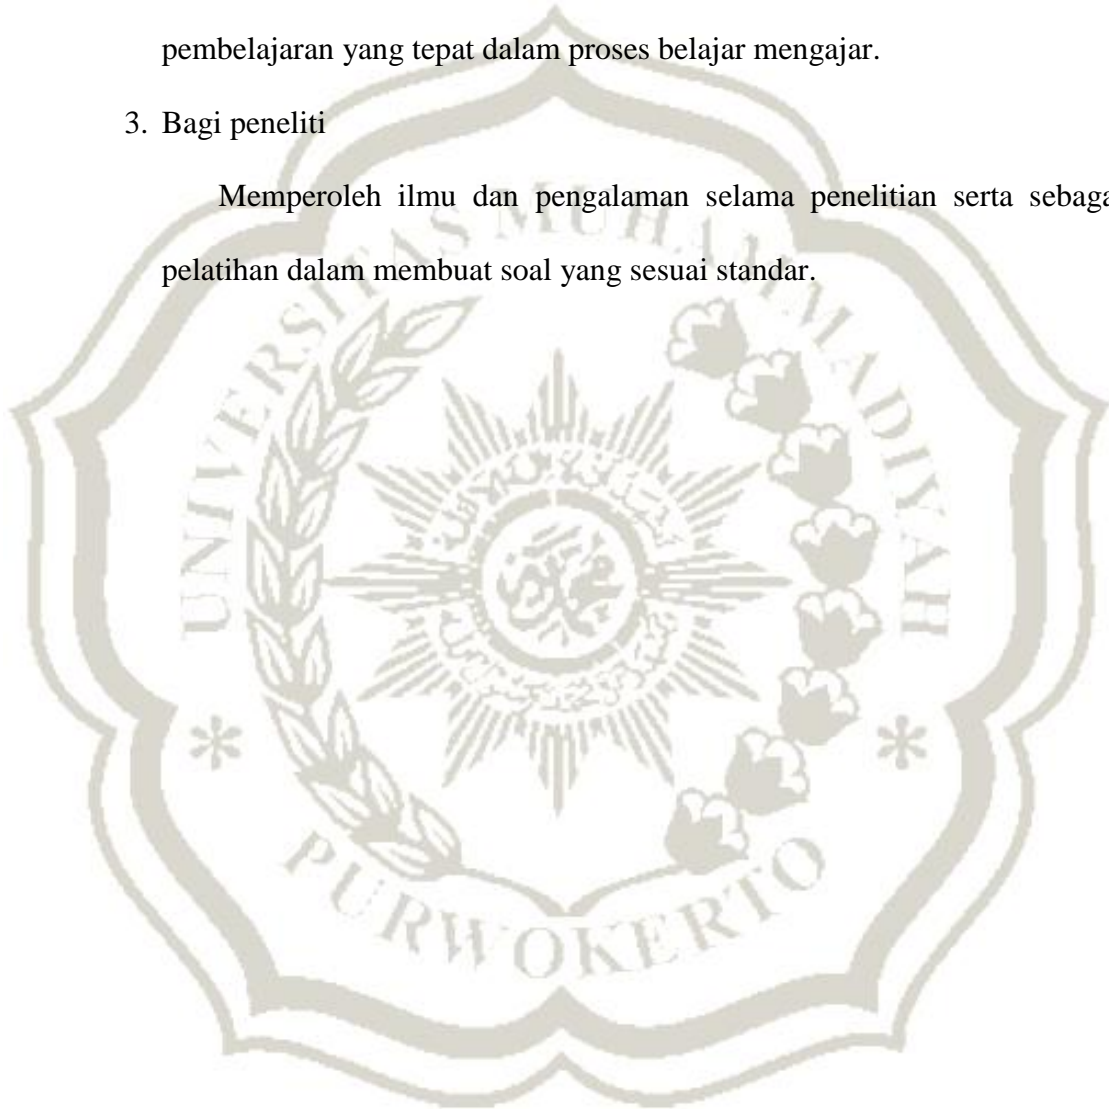 pembelajaran yang tepat dalam proses belajar mengajar.
3. Bagi peneliti
Memperoleh ilmu dan pengalaman selama penelitian serta sebaga
pelatihan dalam membuat soal yang sesuai standar.
UNIVERSITAS MUHAMMADIYAH
PURWOKERTO